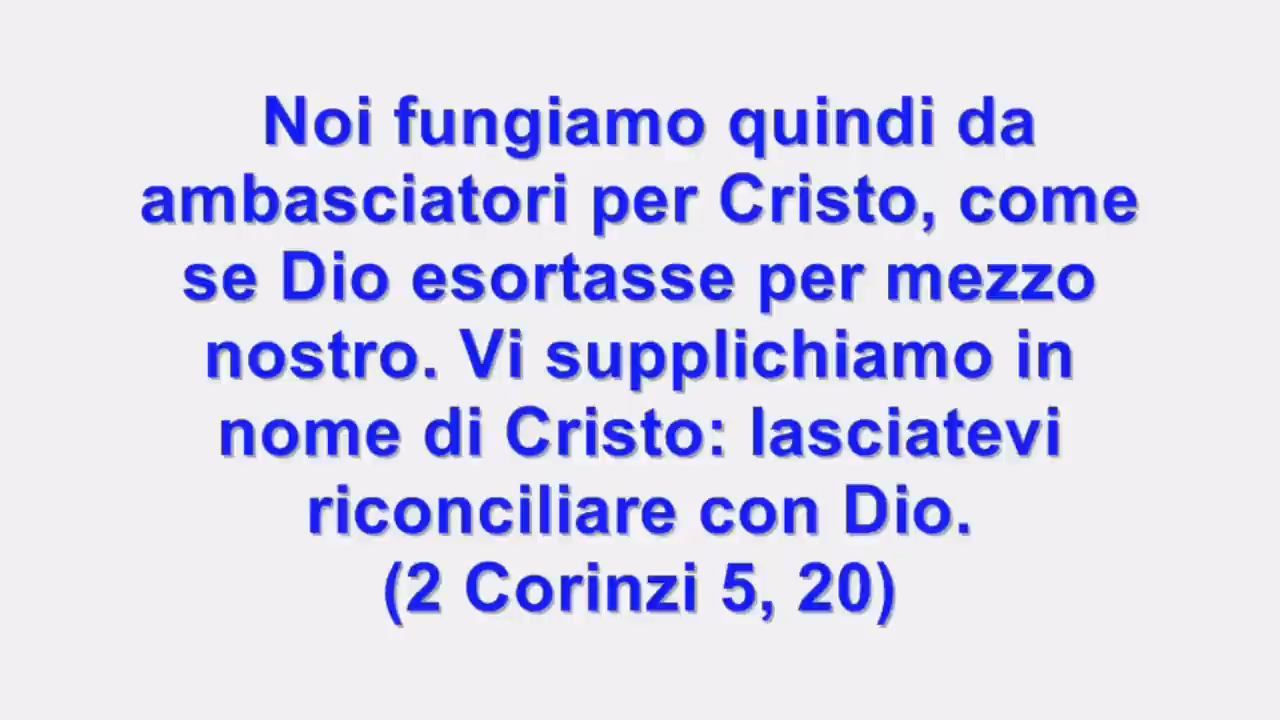 Noi fungiamo quindi da
ambasciatori per Cristo, come
se Dio esortasse per mezzo
nostro. Vi supplichiamo in
nome di Cristo: lasciatevi
riconciliare con Dio.
(2 Corinzi 5, 20)